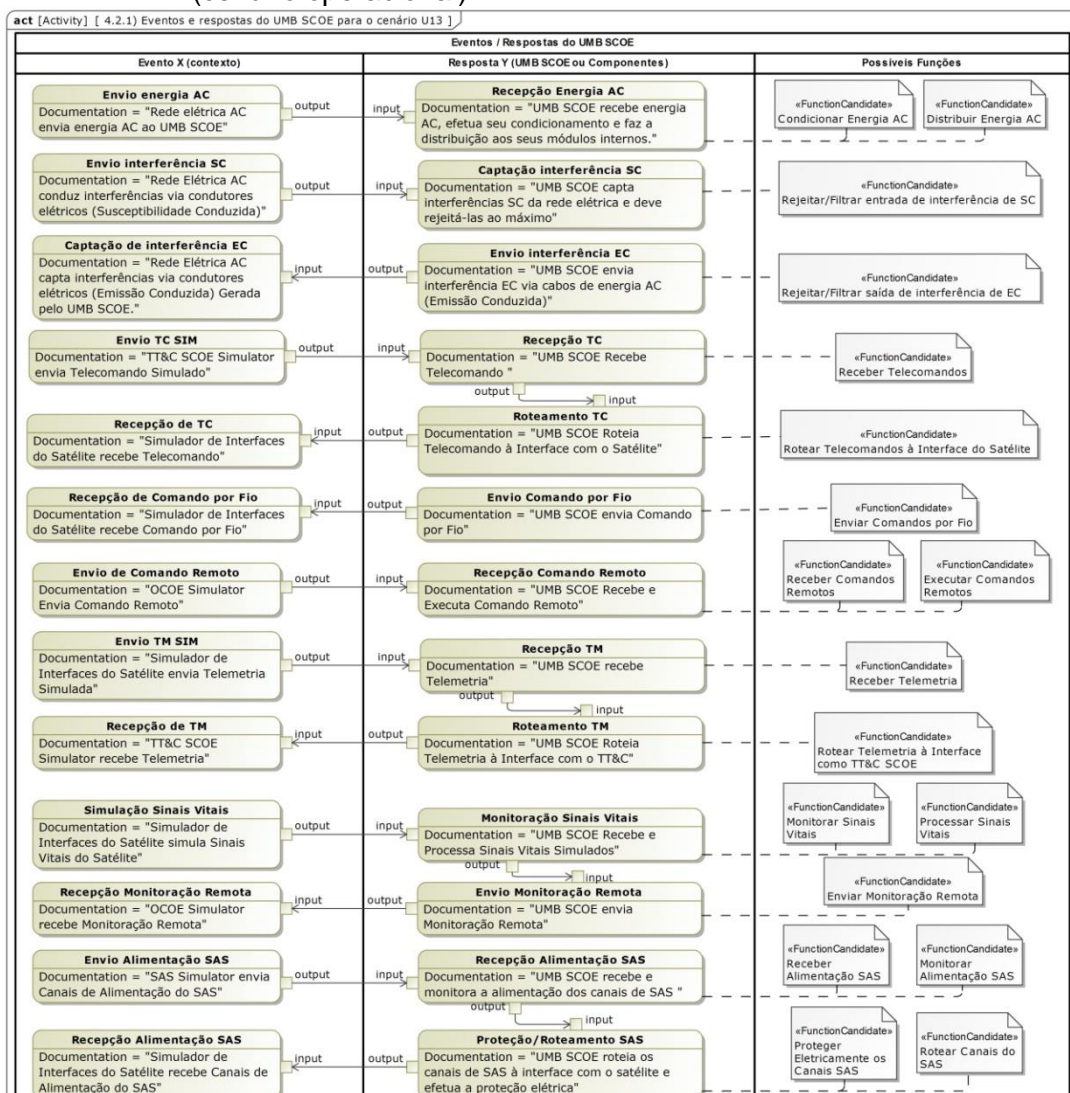 (cenário operacional)
act [Activity] [ 4.2.1) Eventos e respostas do UMB SCOE para o cenário U13 ]
Eventos / Respostas do UMB SCOE
Evento X (contexto)
Resposta Y (UMB SCOE ou Componentes)
Possíveis Funções
Envio energia AC
Documentation = "Rede elétrica AC
envia energia AC ao UMB SCOE"
output
input
Recepção Energia AC
Documentation = "UMB SCOE recebe energia
AC, efetua seu condicionamento e faz a
distribuição aos seus módulos internos."
«FunctionCandidate»
Condicionar Energia AC
«FunctionCandidate»
Distribuir Energia AC
Envio interferência SC
Documentation = "Rede Elétrica AC
conduz interferências via condutores
elétricos (Susceptibilidade Conduzida)"
output
input
Captação interferência SC
Documentation = "UMB SCOE capta
interferências SC da rede elétrica e deve
rejeitá-las ao máximo"
«FunctionCandidate»
Rejeitar/Filtrar entrada de interferência de SC
Captação de interferência EC
Documentation = "Rede Elétrica AC
capta interferências via condutores
elétricos (Emissão Conduzida) Gerada
pelo UMB SCOE."
input
output
Envio interferência EC
Documentation = "UMB SCOE envia
interferência EC via cabos de energia AC
(Emissão Conduzida)"
«FunctionCandidate»
Rejeitar/Filtrar saída de interferência de EC
Envio TC SIM
Documentation = "TT&C SCOE Simulator
envia Telecomando Simulado"
output
input
Recepção TC
Documentation = "UMB SCOE Recebe
Telecomando "
«FunctionCandidate»
Receber Telecomandos
output
input
Recepção de TC
Documentation = "Simulador de Interfaces
do Satélite recebe Telecomando"
input
output
Roteamento TC
Documentation = "UMB SCOE Roteia
Telecomando à Interface com o Satélite"
«FunctionCandidate»
Rotear Telecomandos à Interface do Satélite
Recepção de Comando por Fio
Documentation = "Simulador de Interfaces
do Satélite recebe Comando por Fio"
input
output
Envio Comando por Fio
Documentation = "UMB SCOE envia Comando
por Fio"
«FunctionCandidate»
Enviar Comandos por Fio
Envio de Comando Remoto
Documentation = "OCOE Simulator
Envia Comando Remoto"
output
input
Recepção Comando Remoto
Documentation = "UMB SCOE Recebe e
Executa Comando Remoto"
«FunctionCandidate»
Receber Comandos
Remotos
«FunctionCandidate»
Executar Comandos
Remotos
Envio TM SIM
Documentation = "Simulador de
Interfaces do Satélite envia Telemetria
Simulada"
output
input
Recepção TM
Documentation = "UMB SCOE recebe
Telemetria"
«FunctionCandidate»
Receber Telemetria
output
input
Recepção de TM
Documentation = "TT&C SCOE
Simulator recebe Telemetria"
input
output
Roteamento TM
Documentation = "UMB SCOE Roteia
Telemetria à Interface com o TT&C"
«FunctionCandidate»
Rotear Telemetria à Interface
como TT&C SCOE
Simulação Sinais Vitais
Documentation = "Simulador de
Interfaces do Satélite simula Sinais
Vitais do Satélite"
output
input
Monitoração Sinais Vitais
Documentation = "UMB SCOE Recebe e
Processa Sinais Vitais Simulados"
«FunctionCandidate»
Monitorar Sinais
Vitais
«FunctionCandidate»
Processar Sinais
Vitais
output
input
Recepção Monitoração Remota
Documentation = "OCOE Simulator
recebe Monitoração Remota"
input
output
Envio Monitoração Remota
Documentation = "UMB SCOE envia
Monitoração Remota"
«FunctionCandidate»
Enviar Monitoração Remota
Envio Alimentação SAS
Documentation = "SAS Simulator envia
Canais de Alimentação do SAS"
output
input
Recepção Alimentação SAS
Documentation = "UMB SCOE recebe e
monitora a alimentação dos canais de SAS "
«FunctionCandidate»
Receber
Alimentação SAS
«FunctionCandidate»
Monitorar
Alimentação SAS
output
input
Recepção Alimentação SAS
Documentation = "Simulador de
Interfaces do Satélite recebe Canais de
Alimentação do SAS"
input
output
Proteção/Roteamento SAS
Documentation = "UMB SCOE roteia os
canais de SAS à interface com o satélite e
efetua a proteção elétrica"
«FunctionCandidate»
Proteger
Eletricamente os
Canais SAS
«FunctionCandidate»
Rotear Canais do
SAS